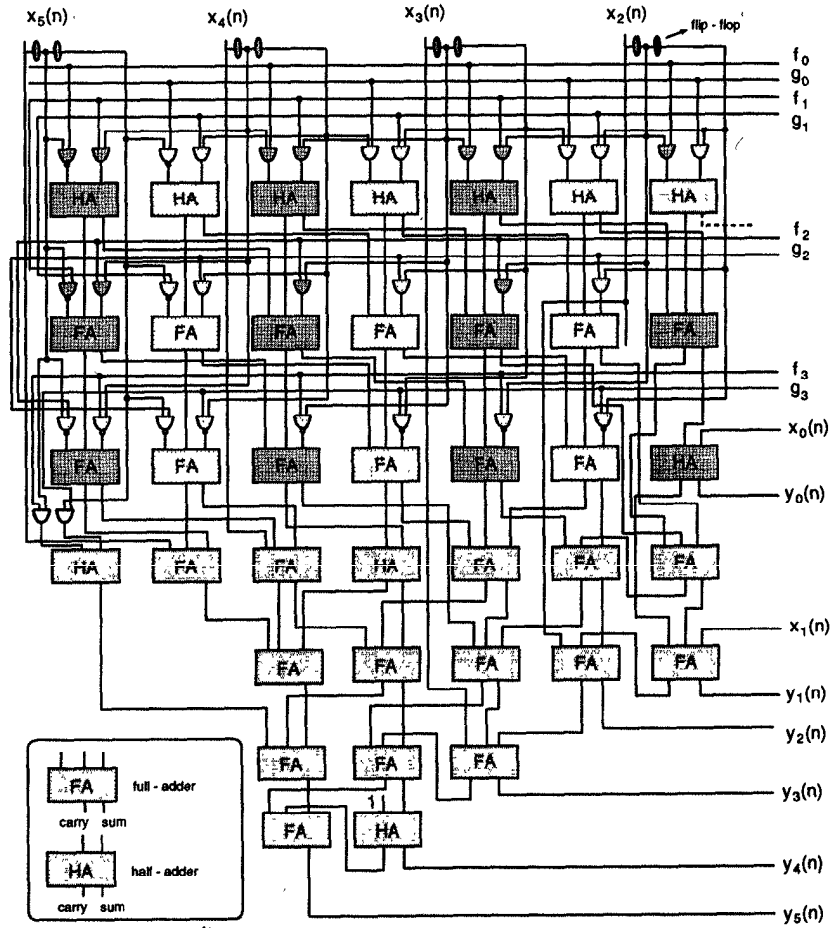 x5(n) x4(n) x3(n) x2(n)
flip - flop
f0
g0
f1
g1
HA HA HA HA HA HA HA
f2
g2
FA FA FA FA FA FA FA
f3
g3
x0(n)
FA FA FA FA FA FA HA
y0(n)
HA FA FA HA FA FA FA
x1(n)
FA FA FA FA FA
y1(n)
y2(n)
FA FA FA
y3(n)
1
FA HA
y4(n)
y5(n)
FA full - adder
carry sum
HA half - adder
carry sum